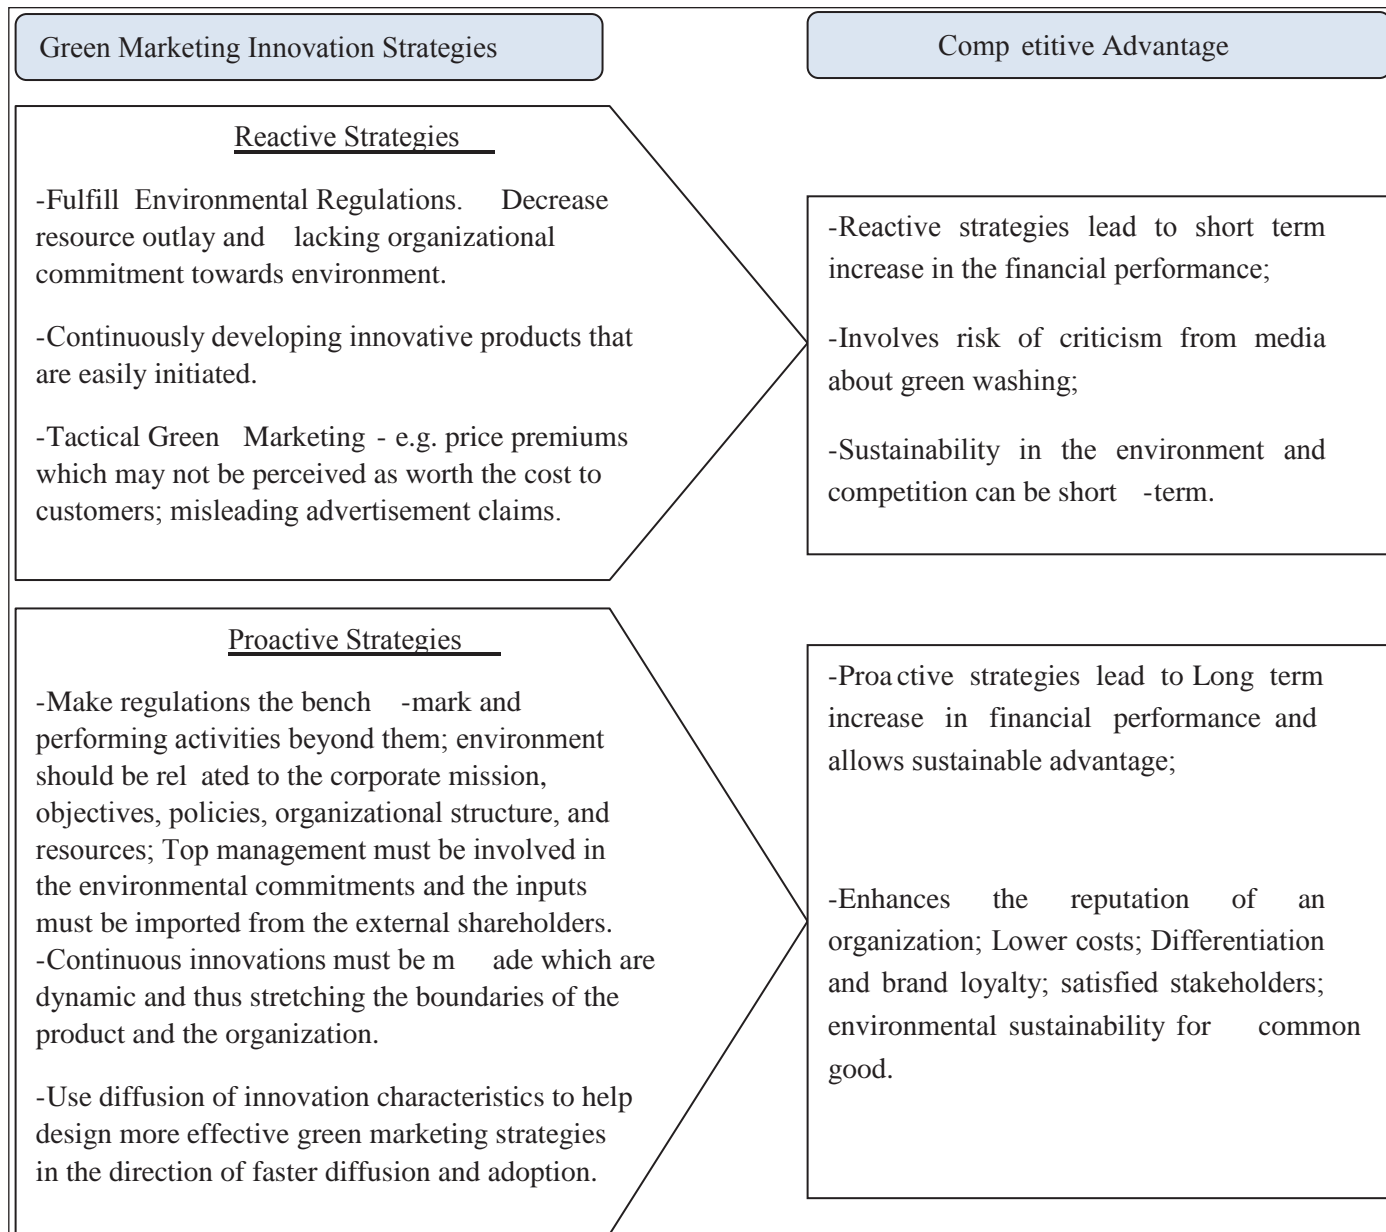 Green Marketing Innovation Strategies
Comp etitive Advantage
Reactive Strategies
-Fulfill Environmental Regulations. Decrease
resource outlay and lacking organizational
commitment towards environment.
-Continuously developing innovative products that
are easily initiated.
-Tactical Green Marketing - e.g. price premiums
which may not be perceived as worth the cost to
customers; misleading advertisement claims.
-Reactive strategies lead to short term
increase in the financial performance;
-Involves risk of criticism from media
about green washing;
-Sustainability in the environment and
competition can be short -term.
Proactive Strategies
-Make regulations the bench -mark and
performing activities beyond them; environment
should be rel ated to the corporate mission,
objectives, policies, organizational structure, and
resources; Top management must be involved in
the environmental commitments and the inputs
must be imported from the external shareholders.
-Continuous innovations must be m ade which are
dynamic and thus stretching the boundaries of the
product and the organization.
-Use diffusion of innovation characteristics to help
design more effective green marketing strategies
in the direction of faster diffusion and adoption.
-Proa ctive strategies lead to Long term
increase in financial performance and
allows sustainable advantage;
-Enhances the reputation of an
organization; Lower costs; Differentiation
and brand loyalty; satisfied stakeholders;
environmental sustainability for common
good.